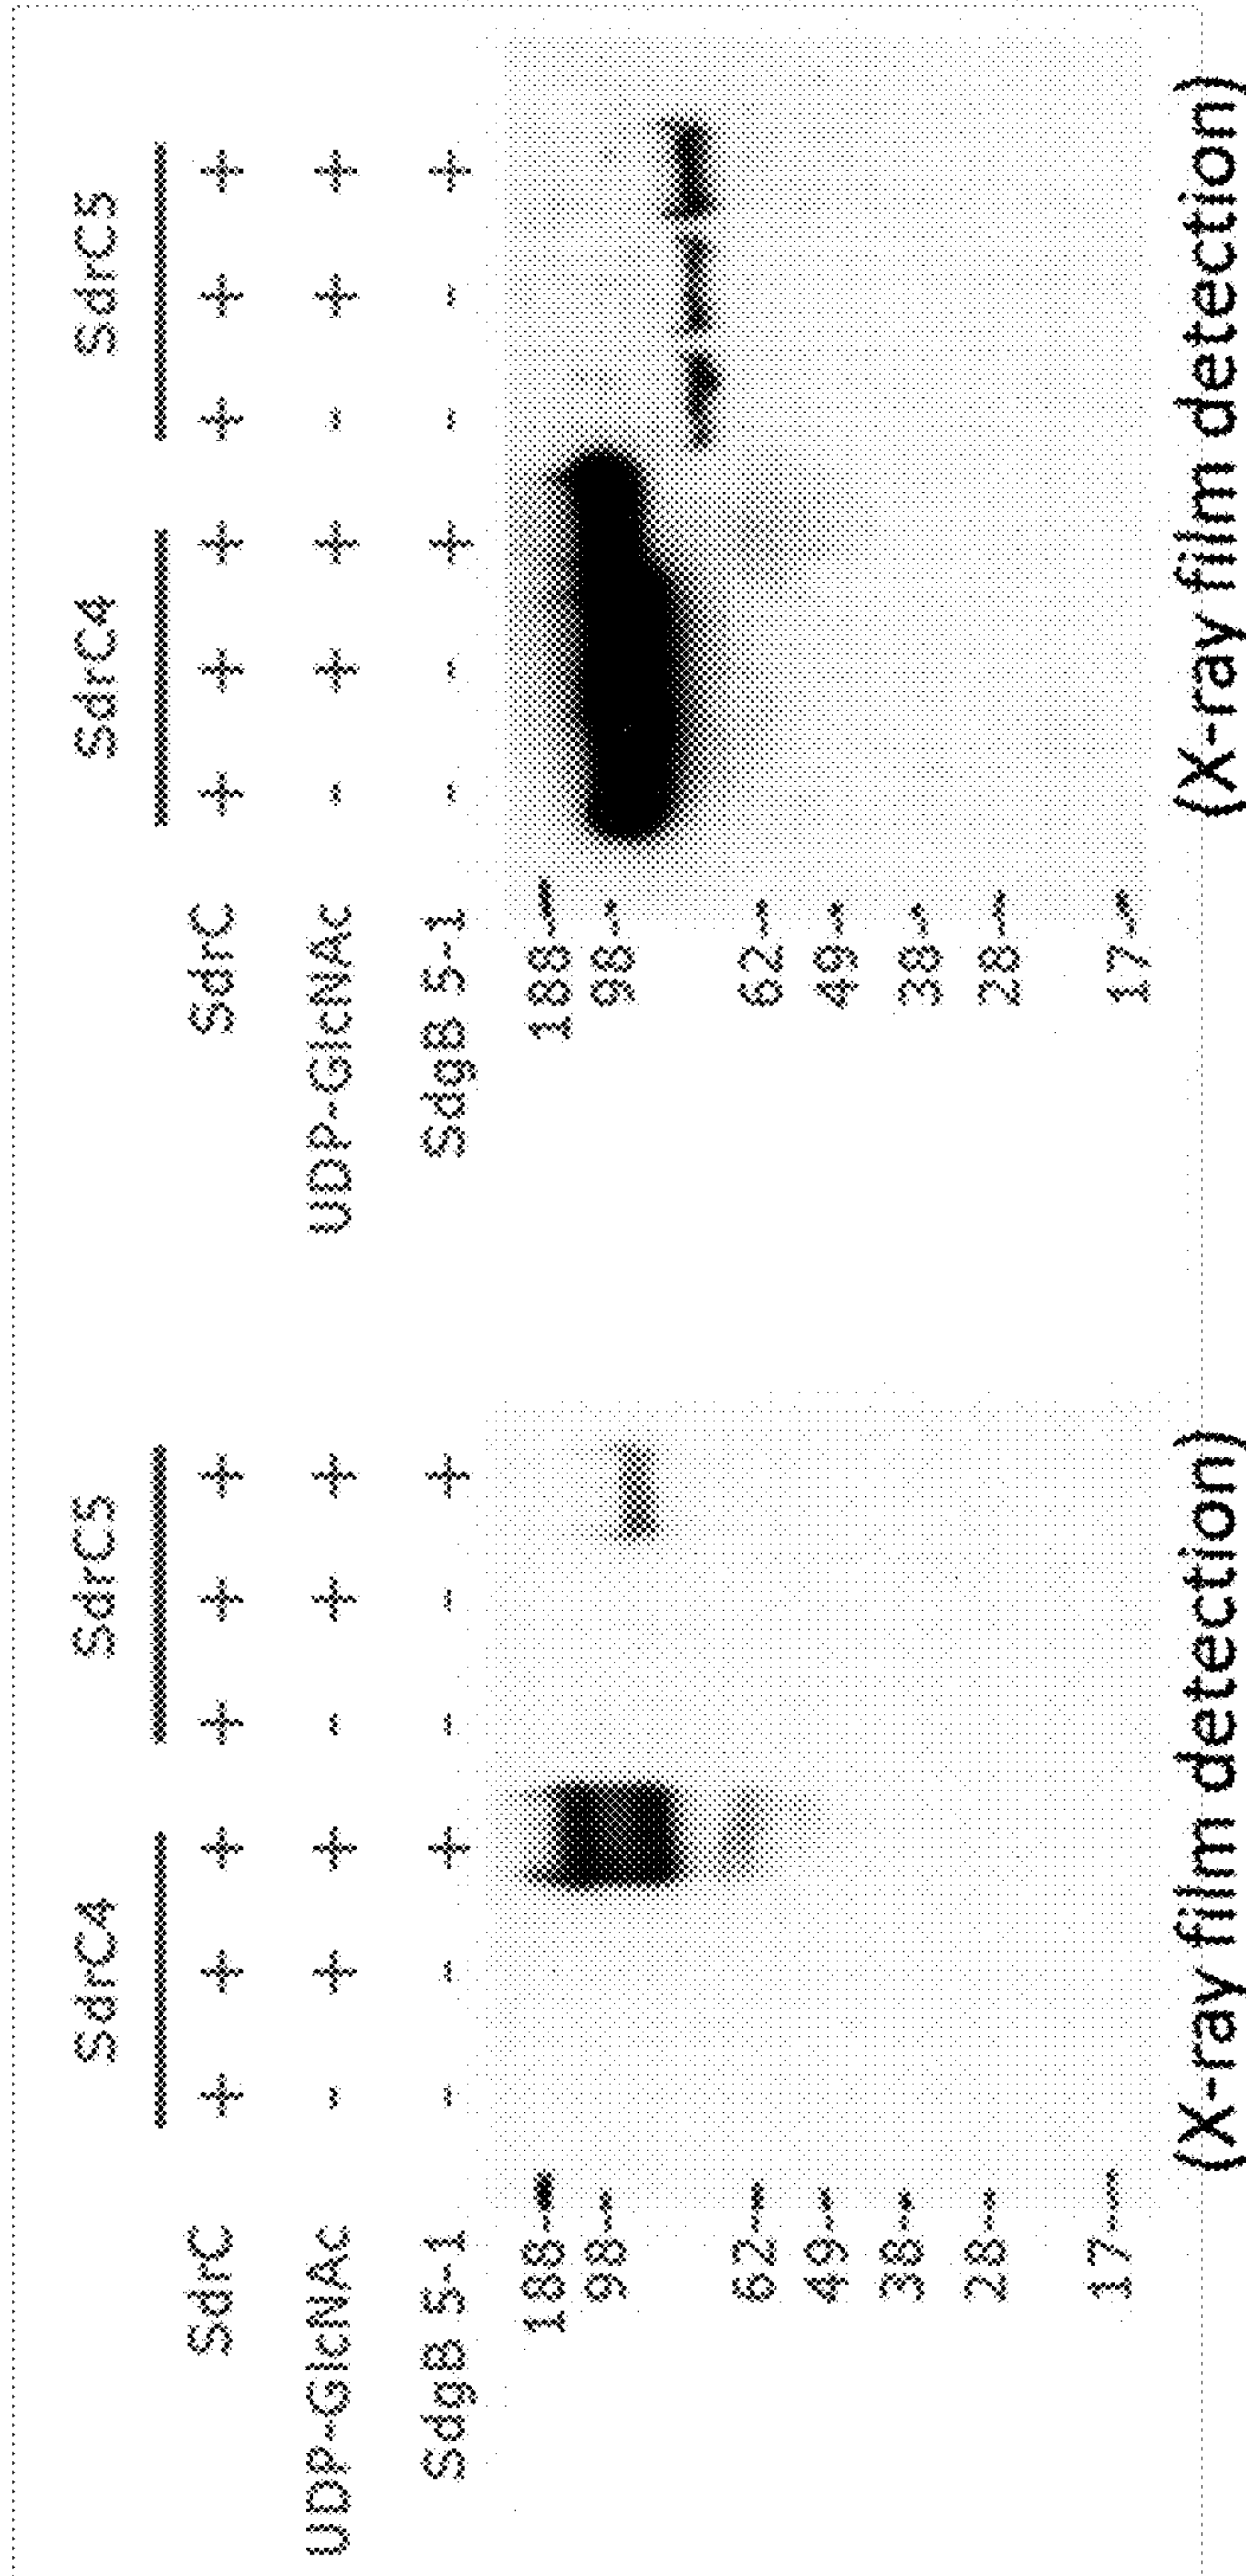 SdrC4 SdrC5
SdrC + + + + + +
UDP-GlcNAc - + + - + +
SdgB 5-1 - - + - - +
188
98
62
49
38
28
17
(X-ray film detection)
SdrC4 SdrC5
SdrC + + + + + +
UDP-GlcNAc - + + - + +
SdgB 5-1 - - + - - +
188
98
62
49
38
28
17
(X-ray film detection)